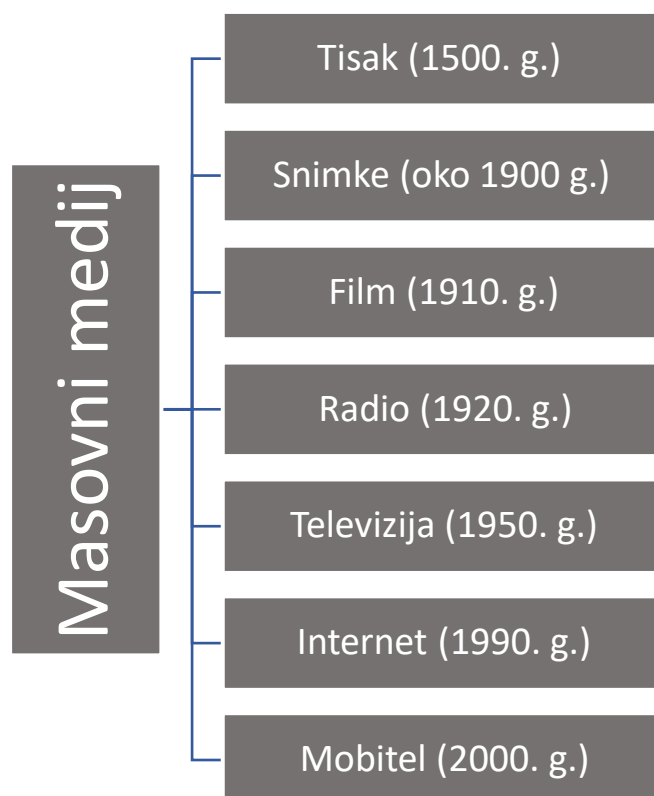 Masovni medij
Tisak (1500. g.)
Snimke (oko 1900 g.)
Film (1910. g.)
Radio (1920. g.)
Televizija (1950. g.)
Internet (1990. g.)
Mobitel (2000. g.)